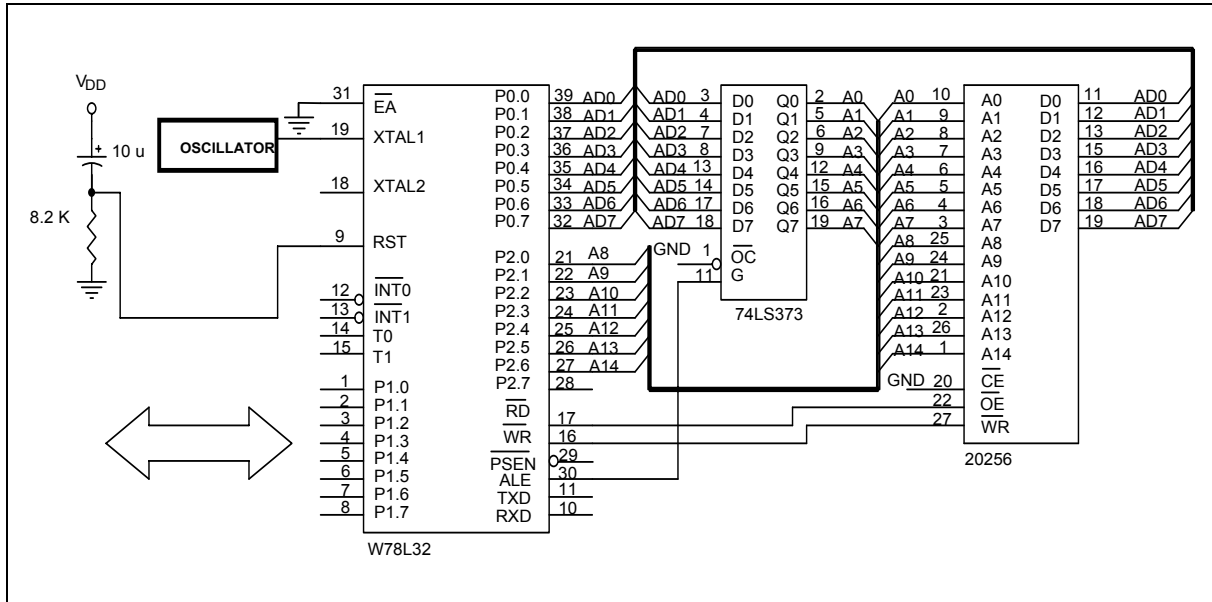 VDD
10 u
8.2 K
OSCILLATOR
31 EA
19 XTAL1
18 XTAL2
9 RST
12 INT0
13 INT1
14 T0
15 T1
1 P1.0
2 P1.1
3 P1.2
4 P1.3
5 P1.4
6 P1.5
7 P1.6
8 P1.7
P0.0 39 AD0
P0.1 38 AD1
P0.2 37 AD2
P0.3 36 AD3
P0.4 35 AD4
P0.5 34 AD5
P0.6 33 AD6
P0.7 32 AD7
P2.0 21 A8
P2.1 22 A9
P2.2 23 A10
P2.3 24 A11
P2.4 25 A12
P2.5 26 A13
P2.6 27 A14
P2.7 28
RD 17
WR 16
PSEN 29
ALE 30
TXD 11
RXD 10
W78L32
AD0 3 D0 Q0 2 A0
AD1 4 D1 Q1 5 A1
AD2 7 D2 Q2 6 A2
AD3 8 D3 Q3 9 A3
AD4 13 D4 Q4 12 A4
AD5 14 D5 Q5 15 A5
AD6 17 D6 Q6 16 A6
AD7 18 D7 Q7 19 A7
GND 1 OC
11 G
74LS373
A0 10 A0 D0 11 AD0
A1 9 A1 D1 12 AD1
A2 8 A2 D2 13 AD2
A3 7 A3 D3 15 AD3
A4 6 A4 D4 16 AD4
A5 5 A5 D5 17 AD5
A6 4 A6 D6 18 AD6
A7 3 A7 D7 19 AD7
A8 25 A8
A9 24 A9
A10 21 A10
A11 23 A11
A12 2 A12
A13 26 A13
A14 1 A14
GND 20 CE
22 OE
27 WR
20256